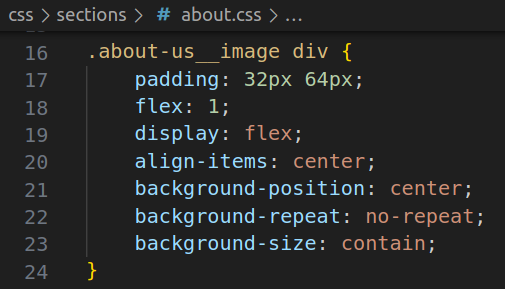 css > sections > # about.css > ...
16 .about-us__image div {
17     padding: 32px 64px;
18     flex: 1;
19     display: flex;
20     align-items: center;
21     background-position: center;
22     background-repeat: no-repeat;
23     background-size: contain;
24 }